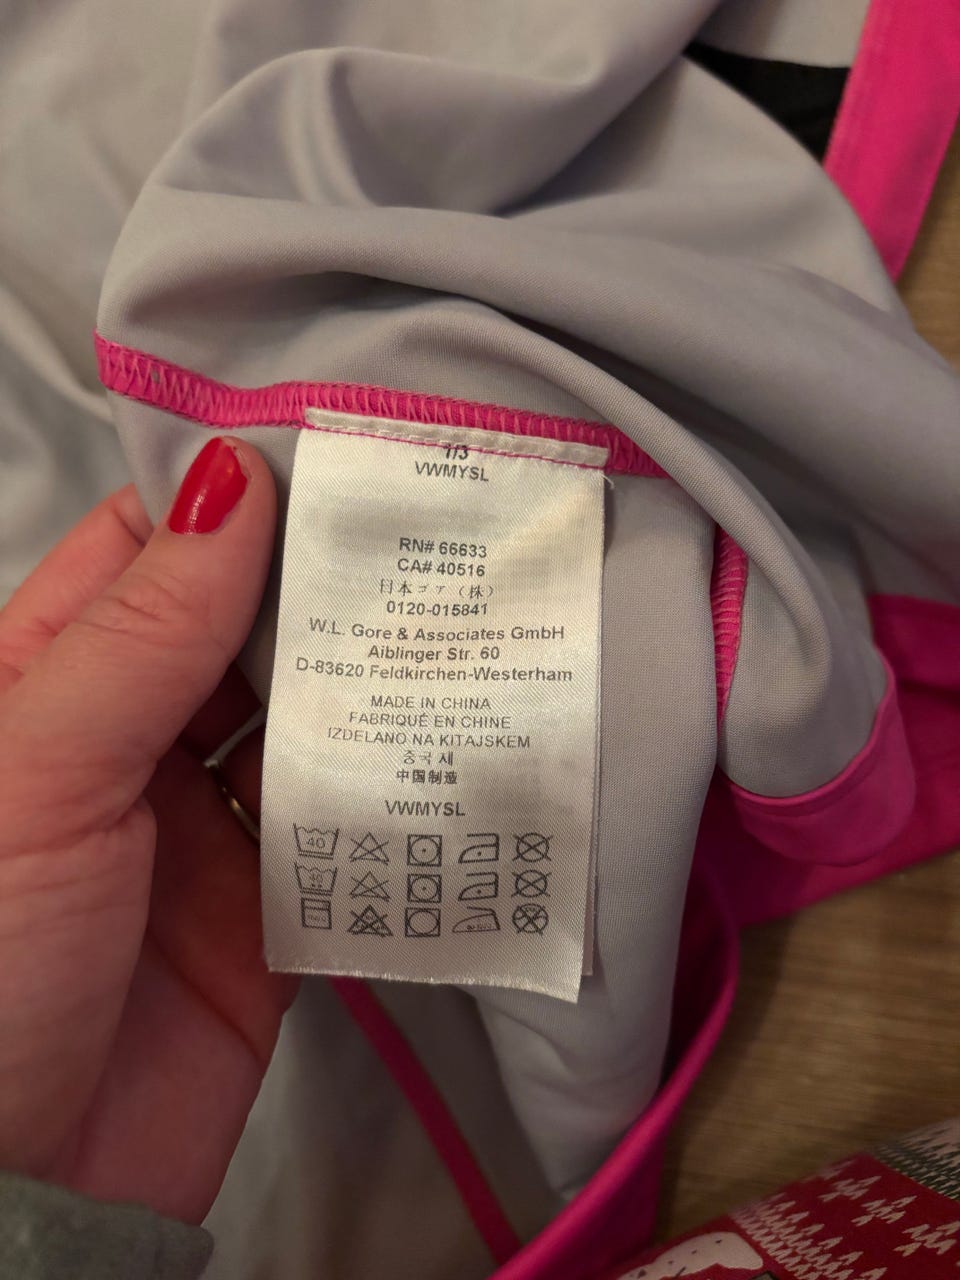 1/3
VWMYSL
RN# 66633
CA# 40516
日本ゴア（株）
0120-015841
W.L. Gore & Associates GmbH
Aiblinger Str. 60
D-83620 Feldkirchen-Westerham
MADE IN CHINA
FABRIQUÉ EN CHINE
IZDELANO NA KITAJSKEM
중국 제
中国制造
VWMYSL
40
40